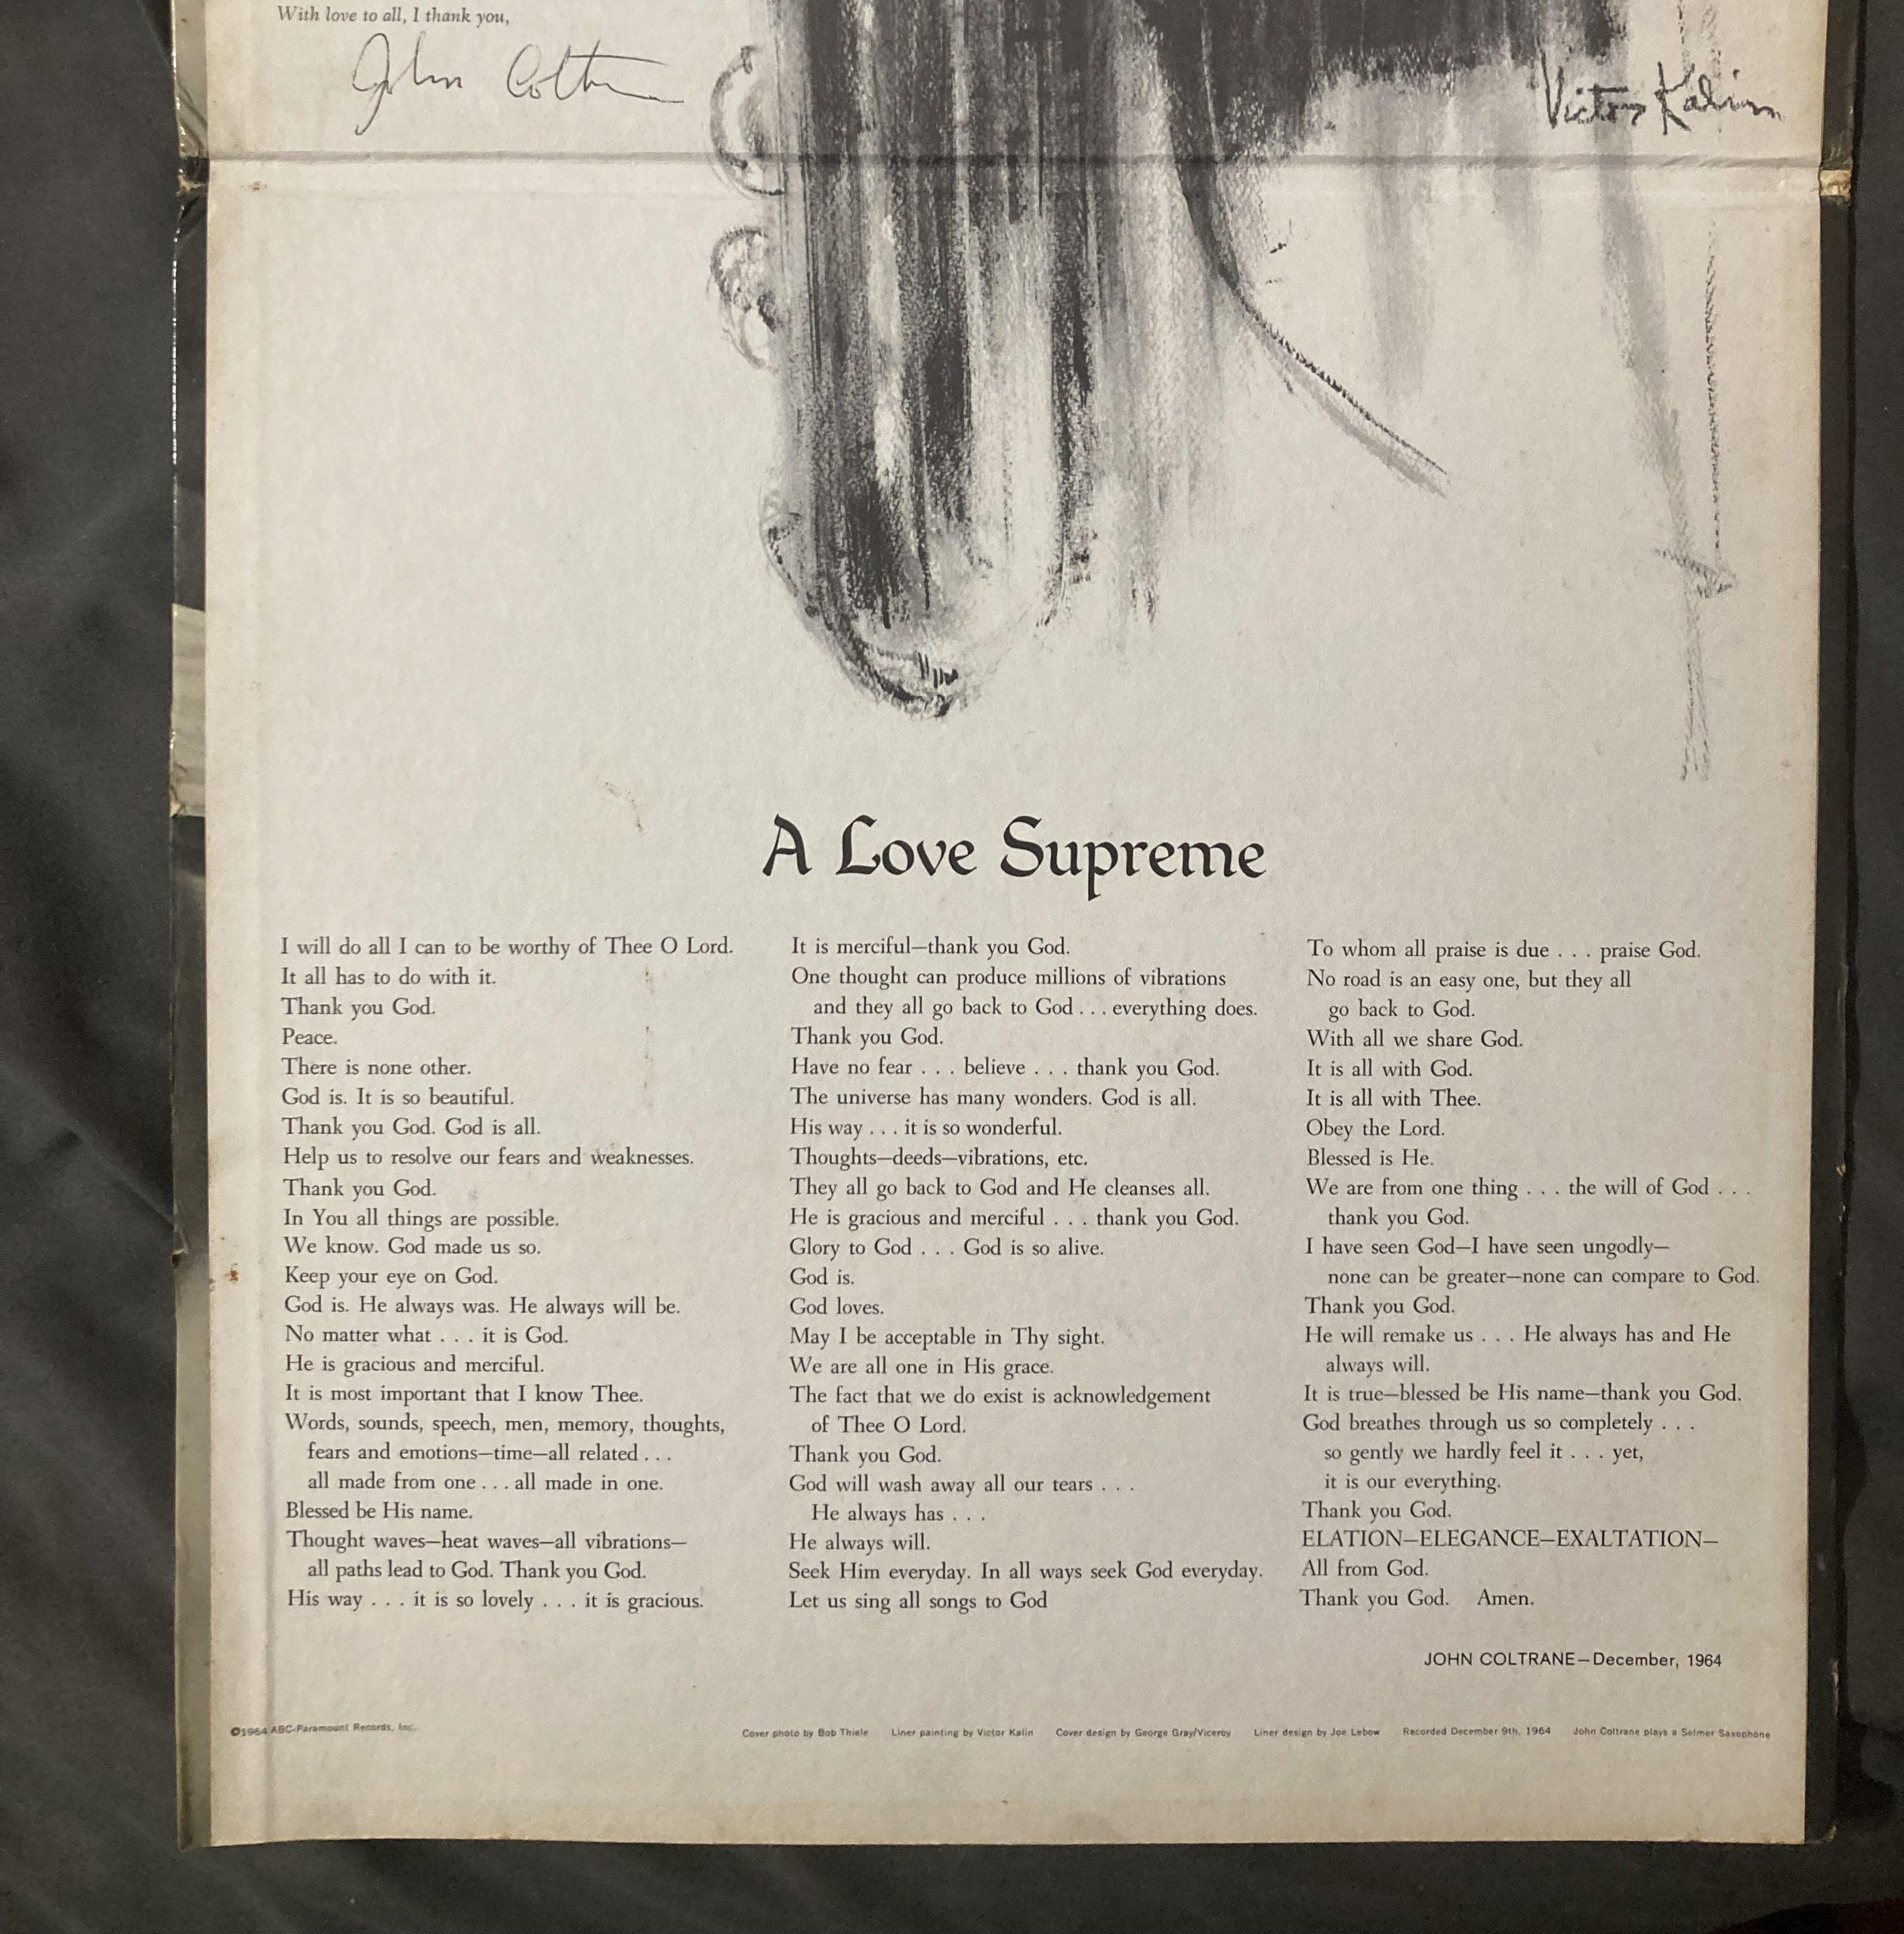 With love to all, I thank you,
John Coltrane
Victor Kalin
A Love Supreme
I will do all I can to be worthy of Thee O Lord.
It all has to do with it.
Thank you God.
Peace.
There is none other.
God is. It is so beautiful.
Thank you God. God is all.
Help us to resolve our fears and weaknesses.
Thank you God.
In You all things are possible.
We know. God made us so.
Keep your eye on God.
God is. He always was. He always will be.
No matter what . . . it is God.
He is gracious and merciful.
It is most important that I know Thee.
Words, sounds, speech, men, memory, thoughts,
fears and emotions—time—all related . . .
all made from one . . . all made in one.
Blessed be His name.
Thought waves—heat waves—all vibrations—
all paths lead to God. Thank you God.
His way . . . it is so lovely . . . it is gracious.
It is merciful—thank you God.
One thought can produce millions of vibrations
and they all go back to God . . . everything does.
Thank you God.
Have no fear . . . believe . . . thank you God.
The universe has many wonders. God is all.
His way . . . it is so wonderful.
Thoughts—deeds—vibrations, etc.
They all go back to God and He cleanses all.
He is gracious and merciful . . . thank you God.
Glory to God . . . God is so alive.
God is.
God loves.
May I be acceptable in Thy sight.
We are all one in His grace.
The fact that we do exist is acknowledgement
of Thee O Lord.
Thank you God.
God will wash away all our tears . . .
He always has . . .
He always will.
Seek Him everyday. In all ways seek God everyday.
Let us sing all songs to God
To whom all praise is due . . . praise God.
No road is an easy one, but they all
go back to God.
With all we share God.
It is all with God.
It is all with Thee.
Obey the Lord.
Blessed is He.
We are from one thing . . . the will of God . . .
thank you God.
I have seen God—I have seen ungodly—
none can be greater—none can compare to God.
Thank you God.
He will remake us . . . He always has and He
always will.
It is true—blessed be His name—thank you God.
God breathes through us so completely . . .
so gently we hardly feel it . . . yet,
it is our everything.
Thank you God.
ELATION—ELEGANCE—EXALTATION—
All from God.
Thank you God. Amen.
JOHN COLTRANE—December, 1964
©1964 ABC-Paramount Records, Inc.
Cover photo by Bob Thiele Liner painting by Victor Kalin Cover design by George Gray/Viceroy Liner design by Joe Lebow Recorded December 9th, 1964 John Coltrane plays a Selmer Saxophone